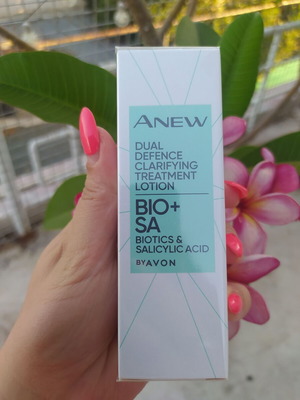 ANEW
DUAL
DEFENCE
CLARIFYING
TREATMENT
LOTION
BIO+
SA
BIOTICS &
SALICYLIC ACID
BY AVON